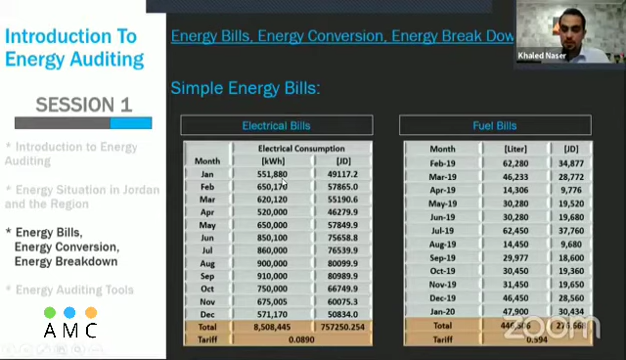 Introduction To
Energy Auditing
SESSION 1
* Introduction to Energy
Auditing
* Energy Situation in Jordan
and the Region
* Energy Bills,
Energy Conversion,
Energy Breakdown
* Energy Auditing Tools
AMC
Energy Bills, Energy Conversion, Energy Break Dow
Khaled Naser
Simple Energy Bills:
Electrical Bills
Electrical Consumption
Month [kWh] [JD]
Jan 551,880 49117.2
Feb 650,170 57865.0
Mar 620,120 55190.6
Apr 520,000 46279.9
May 650,000 57849.9
Jun 850,100 75658.8
Jul 860,000 76539.9
Aug 900,000 80099.9
Sep 910,000 80989.9
Oct 750,000 66749.9
Nov 675,005 60075.3
Dec 571,170 50834.0
Total 8,508,445 757250.254
Tariff 0.0890
Fuel Bills
Month [Liter] [JD]
Feb-19 62,280 34,877
Mar-19 46,233 28,772
Apr-19 14,306 9,776
May-19 30,280 19,520
Jun-19 30,280 19,680
Jul-19 62,430 37,760
Aug-19 14,450 9,680
Sep-19 29,977 18,600
Oct-19 30,450 19,360
Nov-19 31,450 19,650
Dec-19 46,450 28,560
Jan-20 47,900 30,434
Total
Tariff 0.594
LIVE
zoom